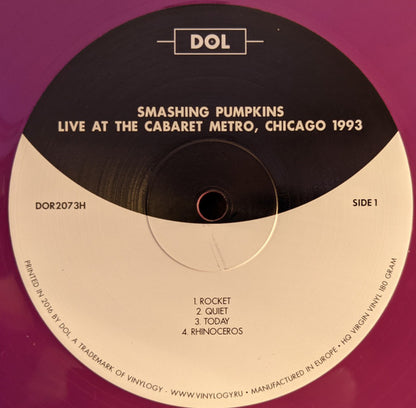 DOL
SMASHING PUMPKINS
LIVE AT THE CABARET METRO, CHICAGO 1993
DOR2073H
SIDE 1
1. ROCKET
2. QUIET
3. TODAY
4. RHINOCEROS
PRINTED IN 2016 BY DOL, A TRADEMARK OF VINYLOGY · WWW.VINYLOGY.RU • MANUFACTURED IN EUROPE • HQ VIRGIN VINYL 180 GRAM